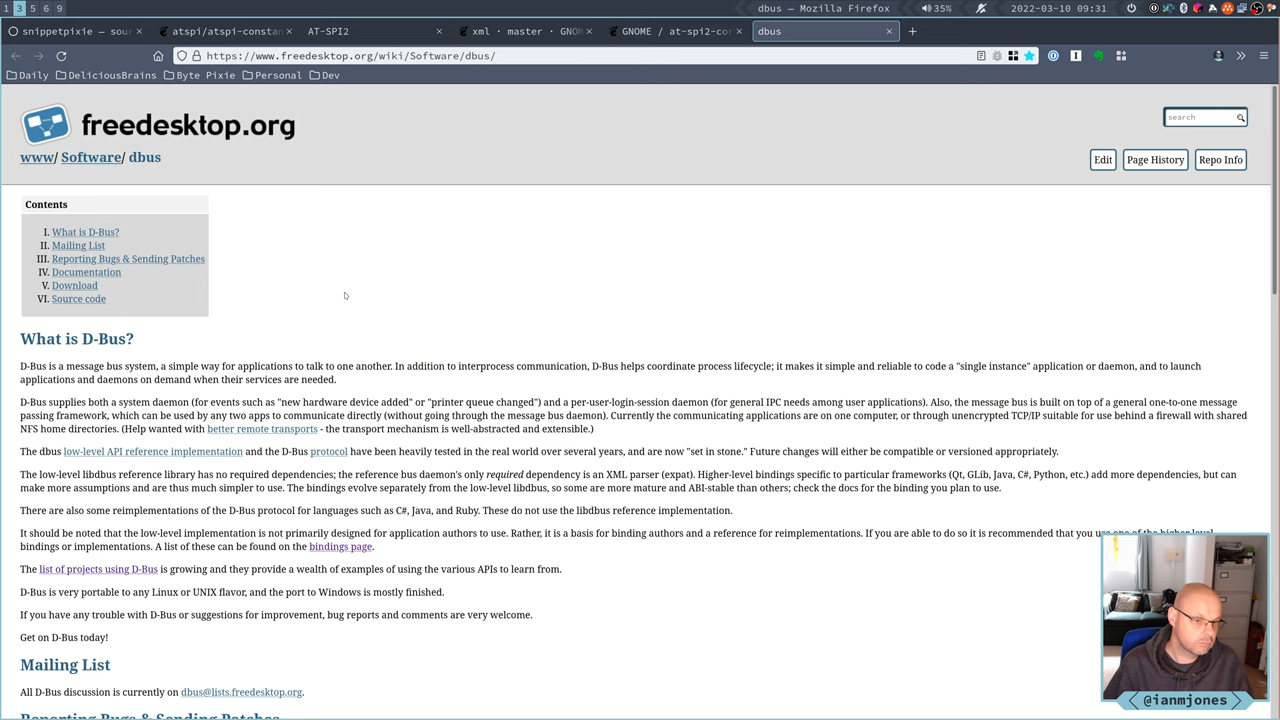 1 3 5 6 9
dbus — Mozilla Firefox
35%
2022-03-10 09:31
snippetpixie — sour
atspi/atspi-constan
AT-SPI2
xml · master · GNOM
GNOME / at-spi2-co
dbus
https://www.freedesktop.org/wiki/Software/dbus/
Daily
DeliciousBrains
Byte Pixie
Personal
Dev
freedesktop.org
search
www/ Software/ dbus
Edit
Page History
Repo Info
Contents
I. What is D-Bus?
II. Mailing List
III. Reporting Bugs & Sending Patches
IV. Documentation
V. Download
VI. Source code
What is D-Bus?
D-Bus is a message bus system, a simple way for applications to talk to one another. In addition to interprocess communication, D-Bus helps coordinate process lifecycle; it makes it simple and reliable to code a "single instance" application or daemon, and to launch
applications and daemons on demand when their services are needed.
D-Bus supplies both a system daemon (for events such as "new hardware device added" or "printer queue changed") and a per-user-login-session daemon (for general IPC needs among user applications). Also, the message bus is built on top of a general one-to-one message
passing framework, which can be used by any two apps to communicate directly (without going through the message bus daemon). Currently the communicating applications are on one computer, or through unencrypted TCP/IP suitable for use behind a firewall with shared
NFS home directories. (Help wanted with better remote transports - the transport mechanism is well-abstracted and extensible.)
The dbus low-level API reference implementation and the D-Bus protocol have been heavily tested in the real world over several years, and are now "set in stone." Future changes will either be compatible or versioned appropriately.
The low-level libdbus reference library has no required dependencies; the reference bus daemon's only required dependency is an XML parser (expat). Higher-level bindings specific to particular frameworks (Qt, GLib, Java, C#, Python, etc.) add more dependencies, but can
make more assumptions and are thus much simpler to use. The bindings evolve separately from the low-level libdbus, so some are more mature and ABI-stable than others; check the docs for the binding you plan to use.
There are also some reimplementations of the D-Bus protocol for languages such as C#, Java, and Ruby. These do not use the libdbus reference implementation.
It should be noted that the low-level implementation is not primarily designed for application authors to use. Rather, it is a basis for binding authors and a reference for reimplementations. If you are able to do so it is recommended that you use one of the higher level
bindings or implementations. A list of these can be found on the bindings page.
The list of projects using D-Bus is growing and they provide a wealth of examples of using the various APIs to learn from.
D-Bus is very portable to any Linux or UNIX flavor, and the port to Windows is mostly finished.
If you have any trouble with D-Bus or suggestions for improvement, bug reports and comments are very welcome.
Get on D-Bus today!
Mailing List
All D-Bus discussion is currently on dbus@lists.freedesktop.org.
Reporting Bugs & Sending Patches
@ianmjones